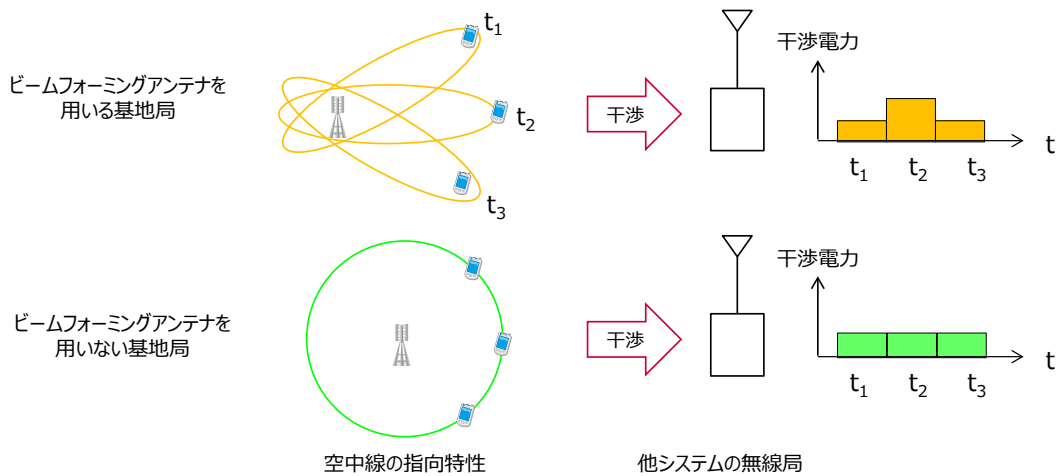 ビームフォーミングアンテナを
用いる基地局
t1
t2
t3
干渉
干渉電力
t
t1 t2 t3
ビームフォーミングアンテナを
用いない基地局
干渉
干渉電力
t
t1 t2 t3
空中線の指向特性
他システムの無線局